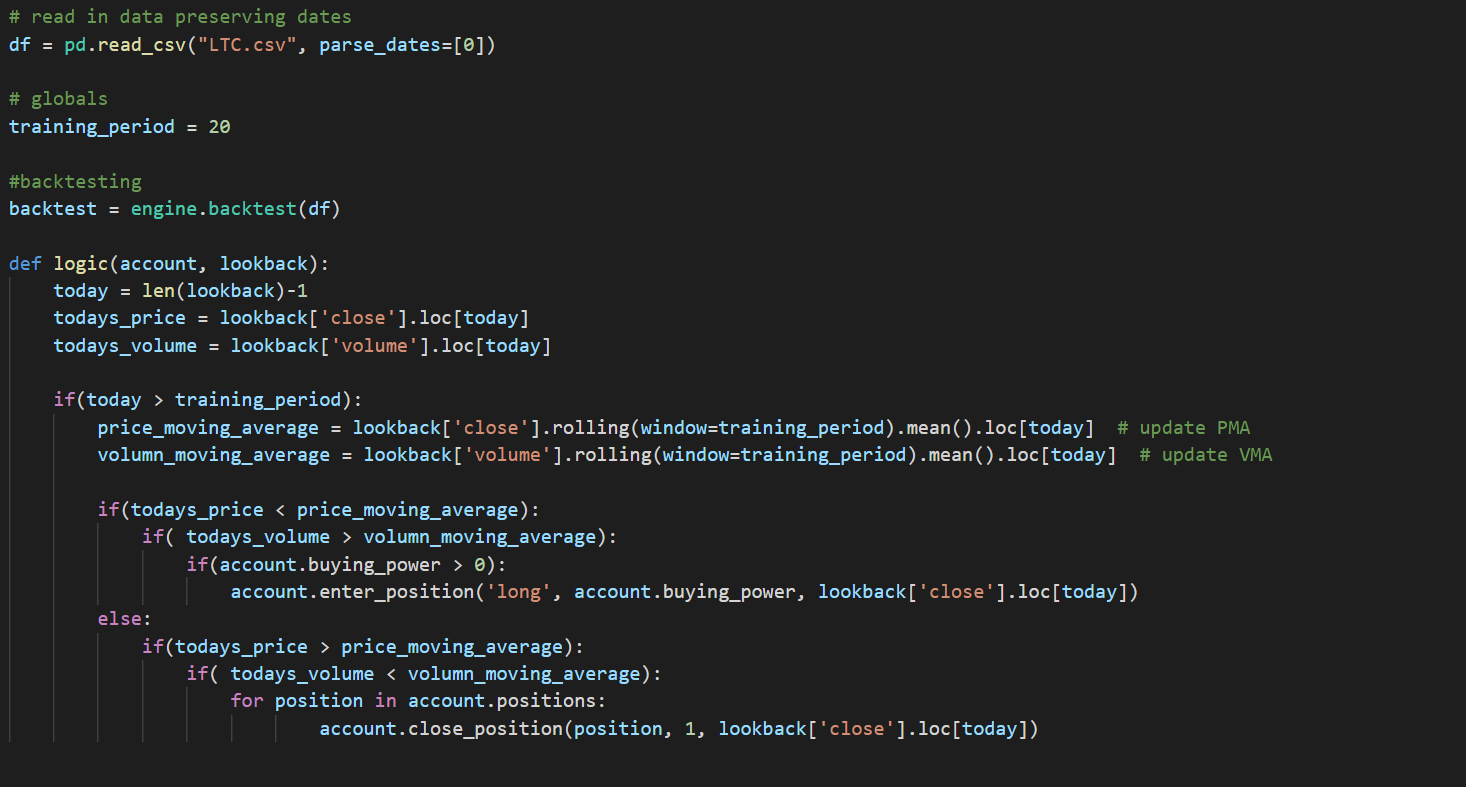 # read in data preserving dates
df = pd.read_csv("LTC.csv", parse_dates=[0])
# globals
training_period = 20
#backtesting
backtest = engine.backtest(df)
def logic(account, lookback):
    today = len(lookback)-1
    todays_price = lookback['close'].loc[today]
    todays_volume = lookback['volume'].loc[today]
    if(today > training_period):
        price_moving_average = lookback['close'].rolling(window=training_period).mean().loc[today]  # update PMA
        volumn_moving_average = lookback['volume'].rolling(window=training_period).mean().loc[today]  # update VMA
        if(todays_price < price_moving_average):
            if( todays_volume > volumn_moving_average):
                if(account.buying_power > 0):
                    account.enter_position('long', account.buying_power, lookback['close'].loc[today])
        else:
            if(todays_price > price_moving_average):
                if( todays_volume < volumn_moving_average):
                    for position in account.positions:
                            account.close_position(position, 1, lookback['close'].loc[today])